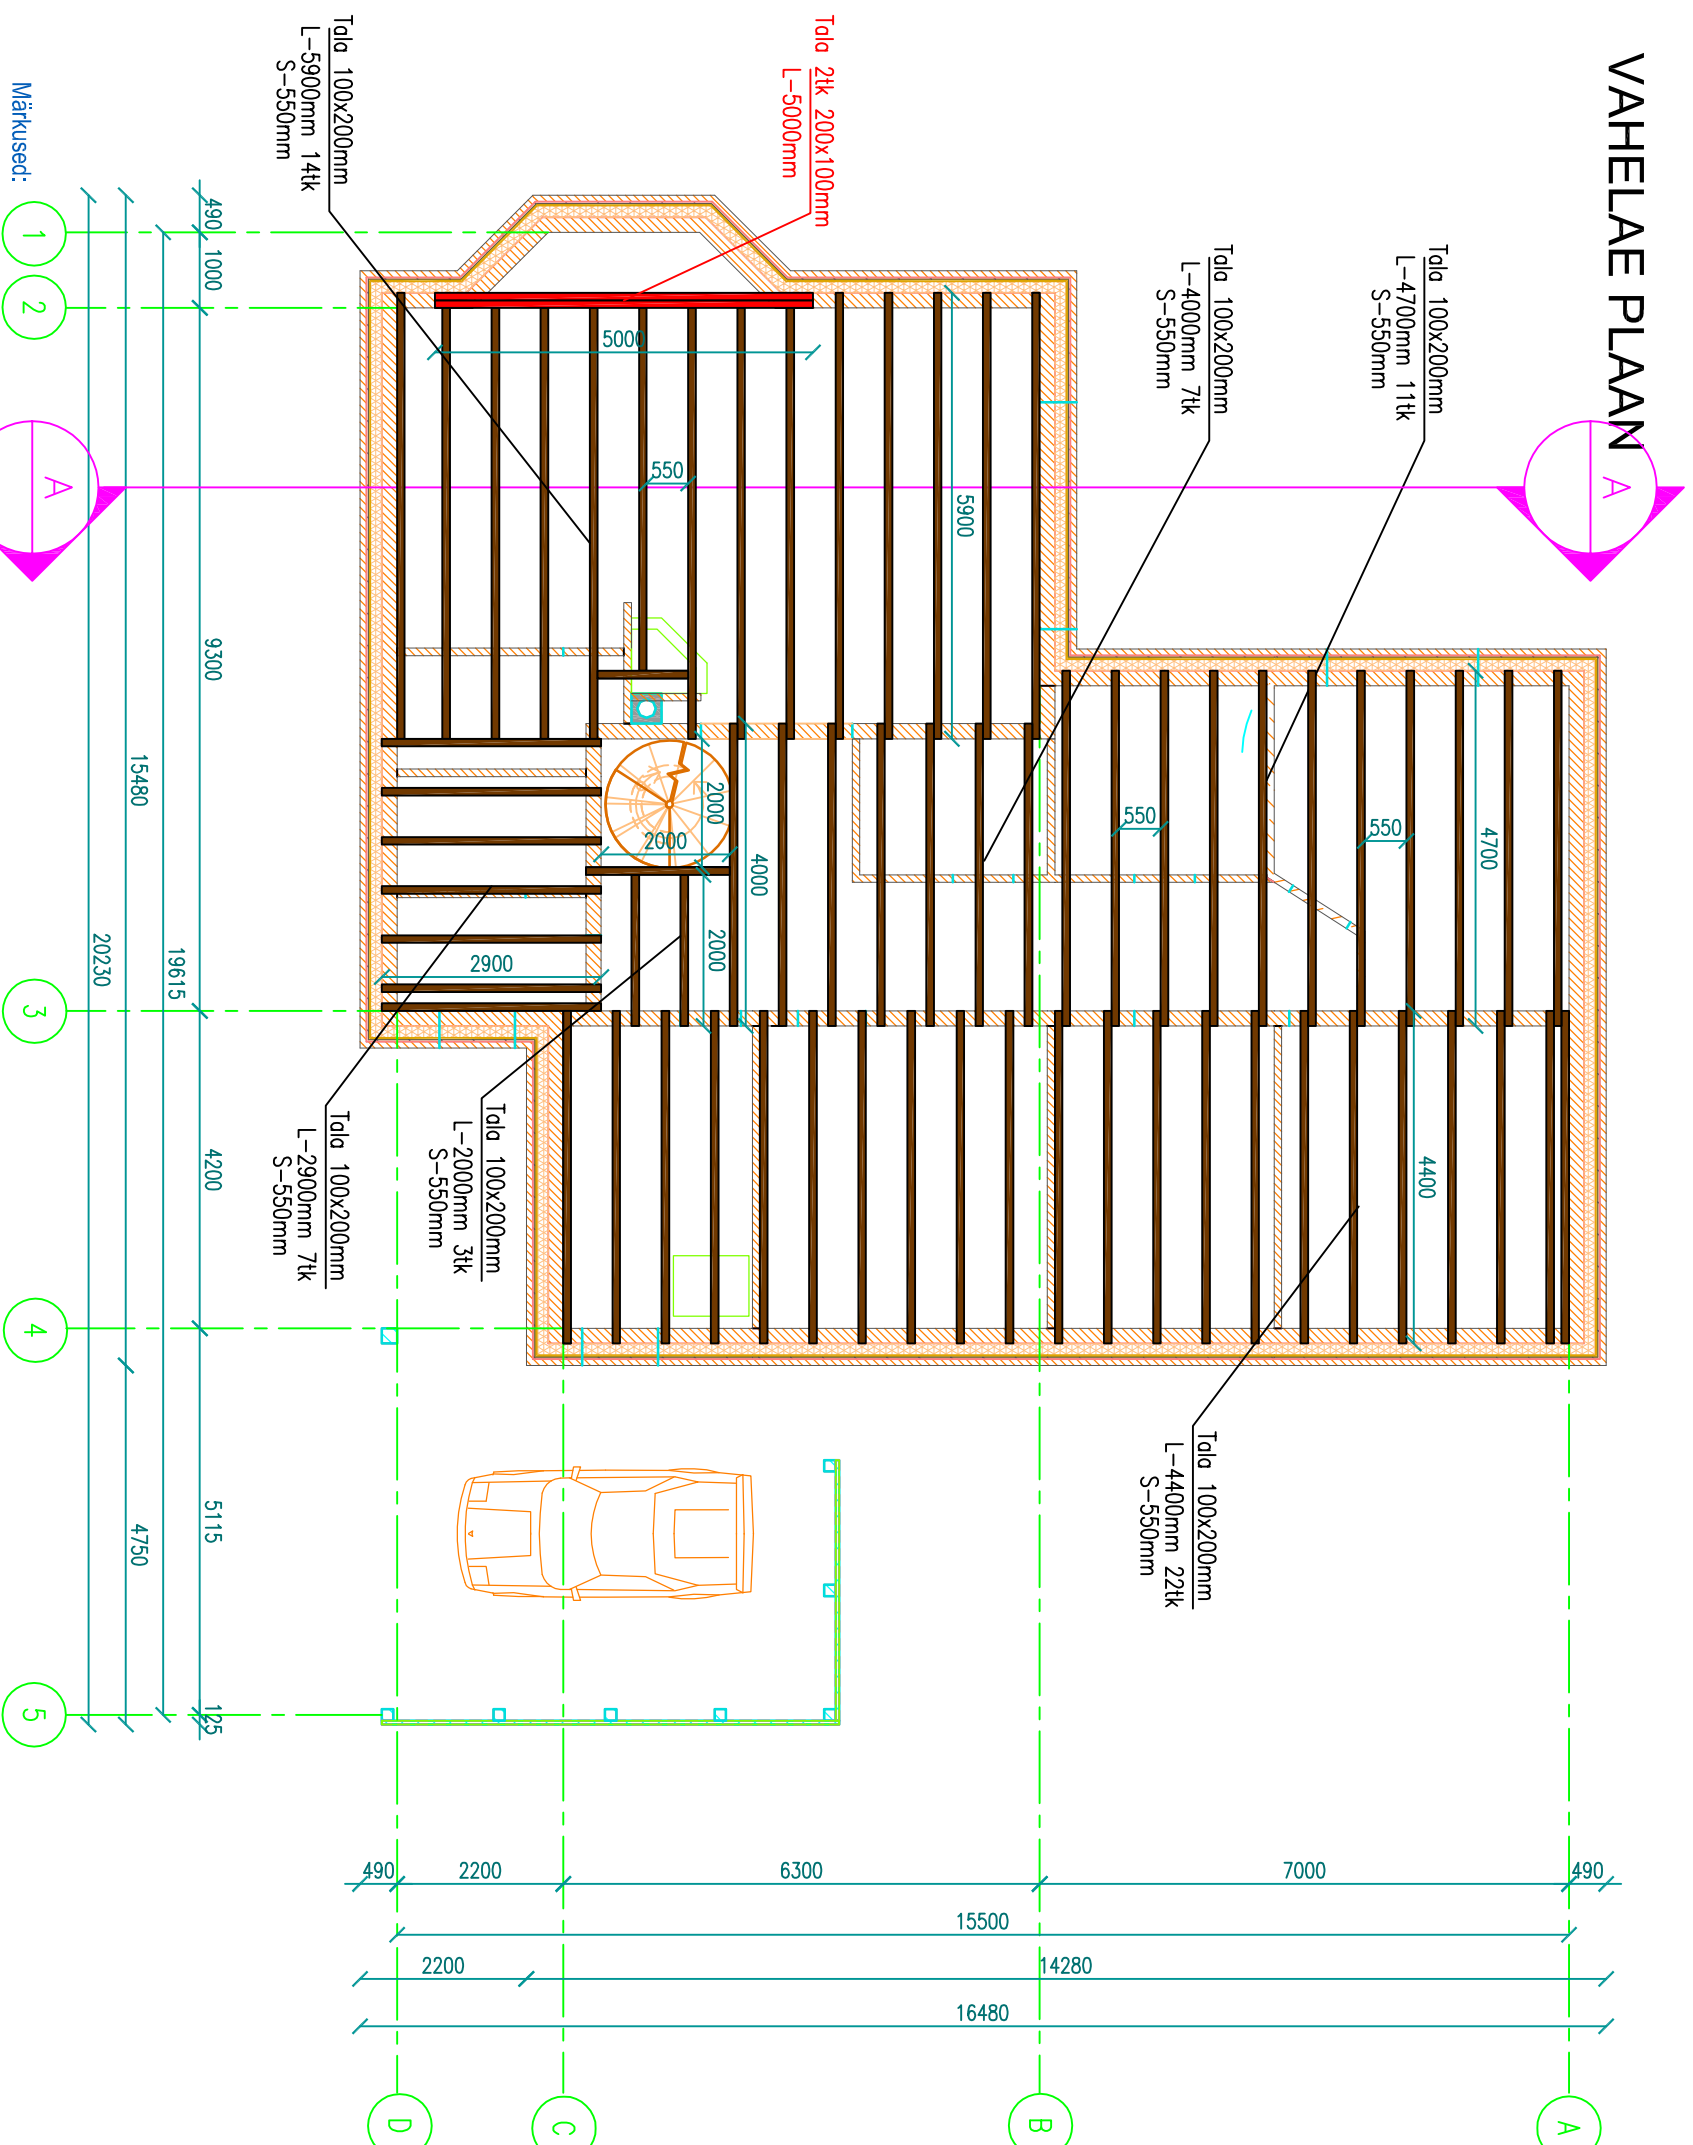 VAHELAE PLAAN
A
Tala 100x200mm
L-4700mm 11tk
S-550mm
Tala 100x200mm
L-4000mm 7tk
S-550mm
Tala 2tk 200x100mm
L-5000mm
Tala 100x200mm
L-5900mm 14tk
S-550mm
Tala 100x200mm
L-4400mm 22tk
S-550mm
Tala 100x200mm
L-2000mm 3tk
S-550mm
Tala 100x200mm
L-2900mm 7tk
S-550mm
4700
550
550
4400
5900
550
5000
4000
2000
2000
2000
2900
490
7000
6300
2200
490
15500
14280
2200
16480
A
B
C
D
490
1000
9300
4200
5115
125
19615
15480
4750
20230
1
2
A
3
4
5
Märkused: